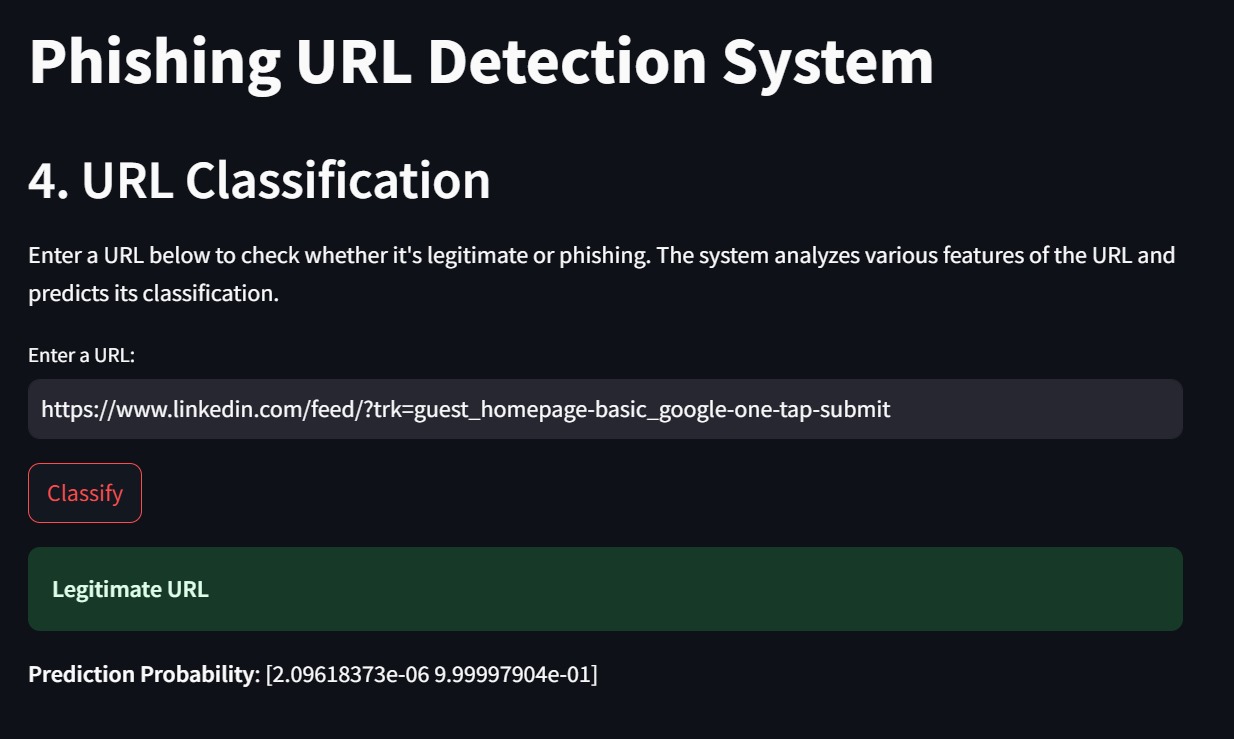 Phishing URL Detection System
4. URL Classification
Enter a URL below to check whether it's legitimate or phishing. The system analyzes various features of the URL and
predicts its classification.
Enter a URL:
https://www.linkedin.com/feed/?trk=guest_homepage-basic_google-one-tap-submit
Classify
Legitimate URL
Prediction Probability: [2.09618373e-06 9.99997904e-01]